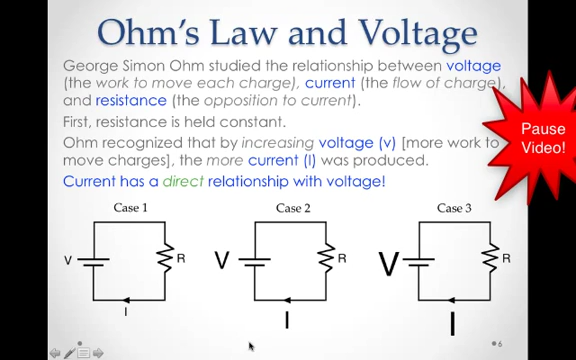 Ohm's Law and Voltage
George Simon Ohm studied the relationship between voltage
(the work to move each charge), current (the flow of charge),
and resistance (the opposition to current).
First, resistance is held constant.
Ohm recognized that by increasing voltage (v) [more work to
move charges], the more current (I) was produced.
Current has a direct relationship with voltage!
Pause
Video!
Case 1
Case 2
Case 3
V
R
I
V
R
I
V
R
I
6